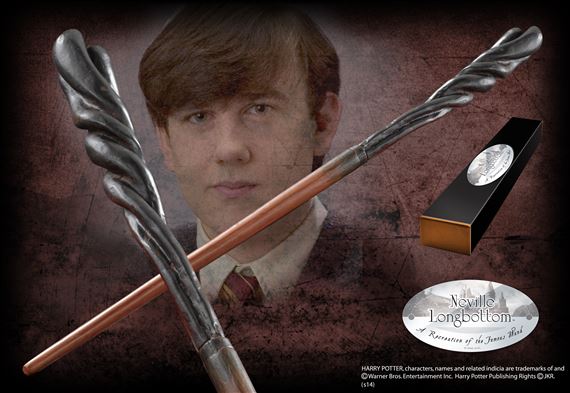 Neville
Longbottom
A Recreation of the Famous Wand
HARRY POTTER, characters, names and related indicia are trademarks of and
©Warner Bros. Entertainment Inc. Harry Potter Publishing Rights © JKR.
(s14)